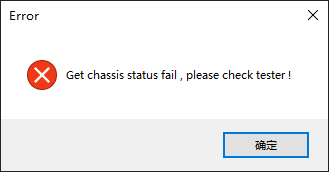 Error
Get chassis status fail , please check tester !
确定